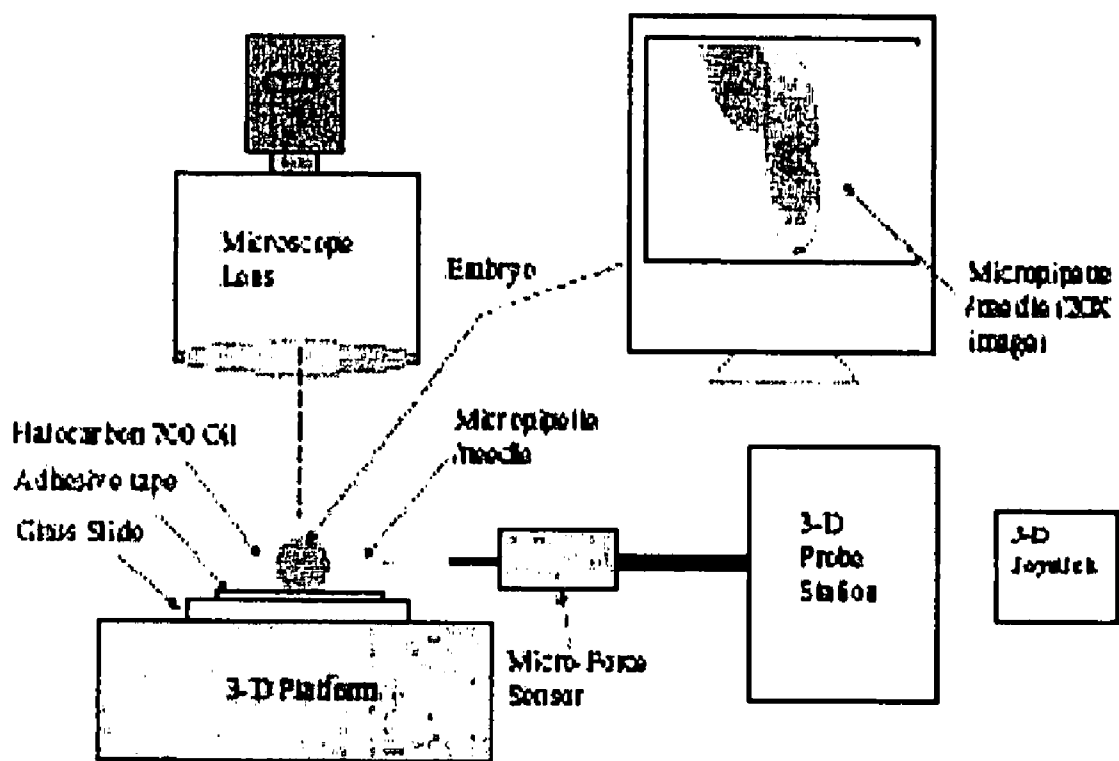 Microscope
Lens
Embryo
Micropipette
/needle (20X
image)
Halocarbon 700 Oil
Adhesive tape
Glass Slide
Micropipette
/needle
3-D
Probe
Station
3-D
Joystick
Micro-Force
Sensor
3-D Platform